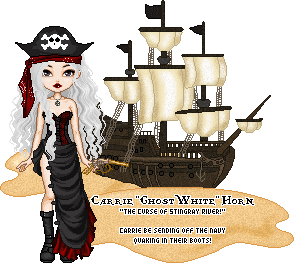 Carrie "Ghost White" Horn
"THE CURSE OF STINGRAY RIVER!"
CARRIE BE SENDING OFF THE NAVY
QUAKING IN THEIR BOOTS!